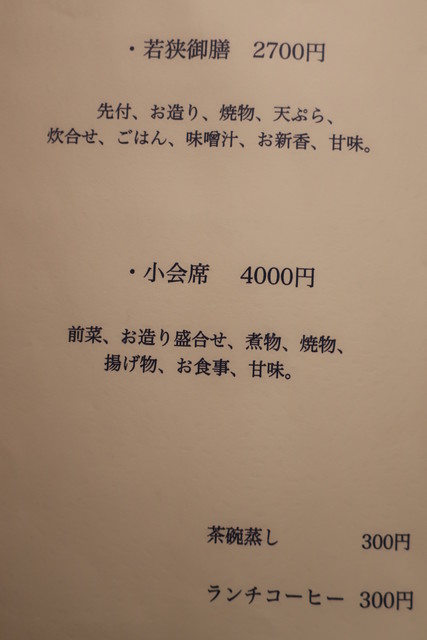 ・若狭御膳 2700円
先付、お造り、焼物、天ぷら、
炊合せ、ごはん、味噌汁、お新香、甘味。
・小会席 4000円
前菜、お造り盛合せ、煮物、焼物、
揚げ物、お食事、甘味。
茶碗蒸し 300円
ランチコーヒー 300円